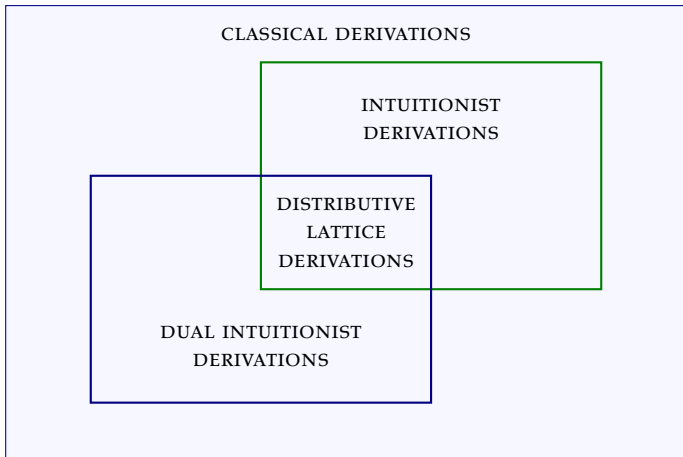 CLASSICAL DERIVATIONS
INTUITIONIST
DERIVATIONS
DISTRIBUTIVE
LATTICE
DERIVATIONS
DUAL INTUITIONIST
DERIVATIONS